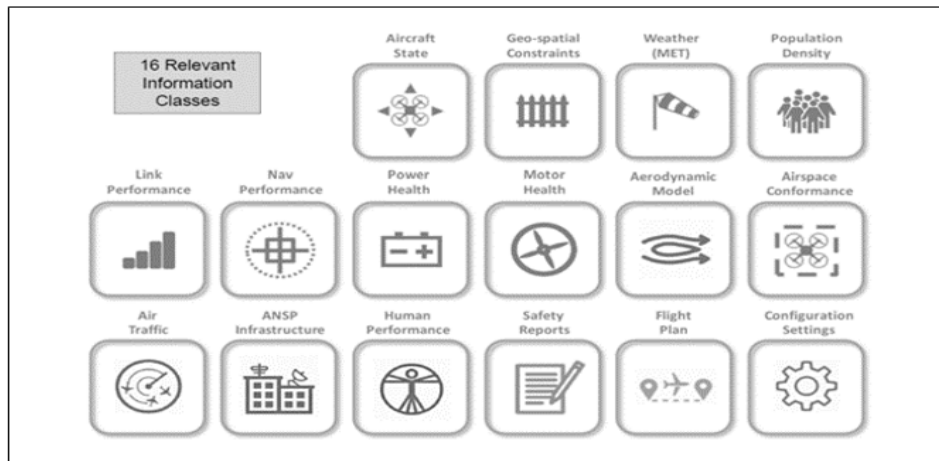 16 Relevant
Information
Classes
Aircraft
State
Geo-spatial
Constraints
Weather
(MET)
Population
Density
Link
Performance
Nav
Performance
Power
Health
Motor
Health
Aerodynamic
Model
Airspace
Conformance
Air
Traffic
ANSP
Infrastructure
Human
Performance
Safety
Reports
Flight
Plan
Configuration
Settings